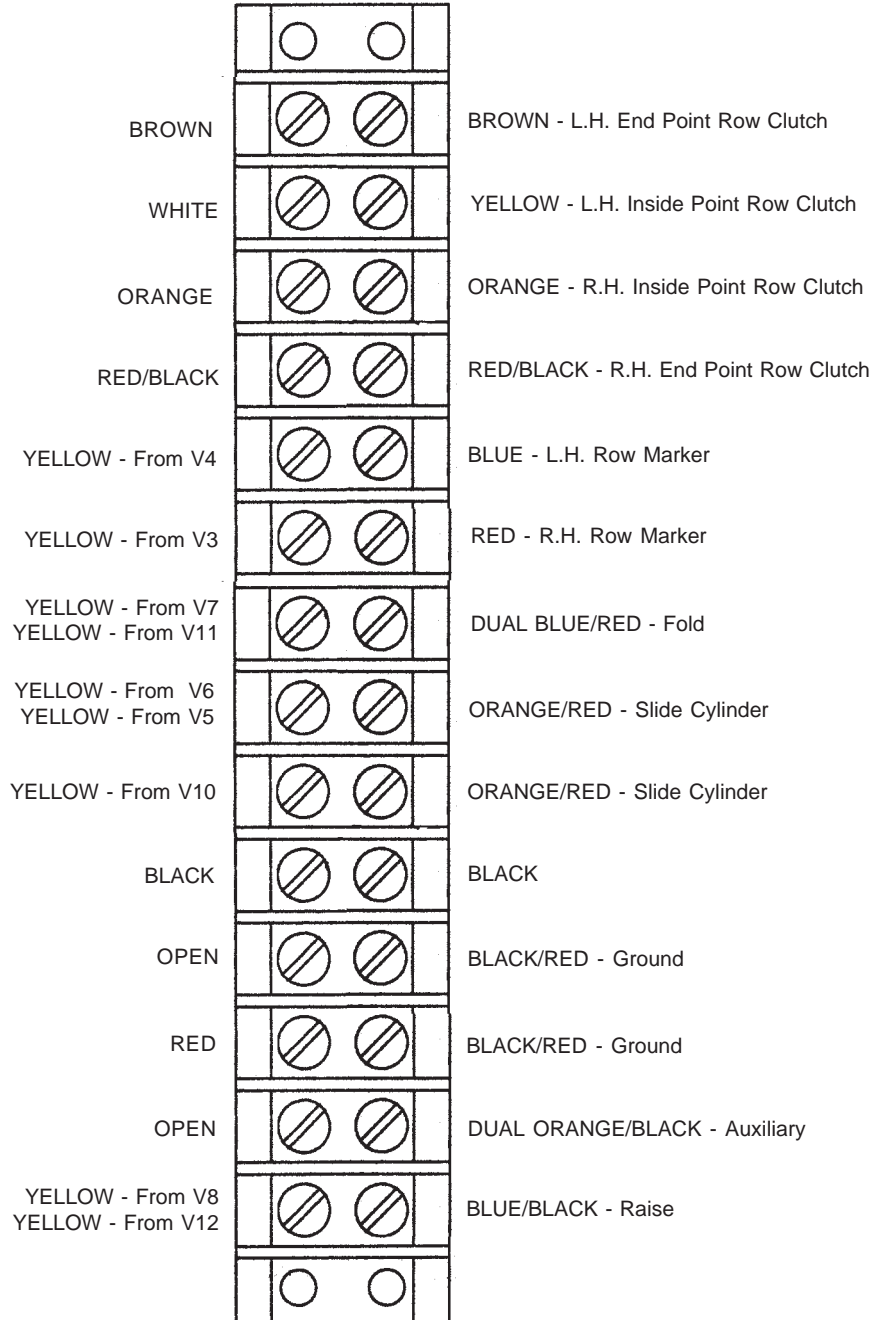 BROWN
BROWN - L.H. End Point Row Clutch
WHITE
YELLOW - L.H. Inside Point Row Clutch
ORANGE
ORANGE - R.H. Inside Point Row Clutch
RED/BLACK
RED/BLACK - R.H. End Point Row Clutch
YELLOW - From V4
BLUE - L.H. Row Marker
YELLOW - From V3
RED - R.H. Row Marker
YELLOW - From V7
YELLOW - From V11
DUAL BLUE/RED - Fold
YELLOW - From V6
YELLOW - From V5
ORANGE/RED - Slide Cylinder
YELLOW - From V10
ORANGE/RED - Slide Cylinder
BLACK
BLACK
OPEN
BLACK/RED - Ground
RED
BLACK/RED - Ground
OPEN
DUAL ORANGE/BLACK - Auxiliary
YELLOW - From V8
YELLOW - From V12
BLUE/BLACK - Raise